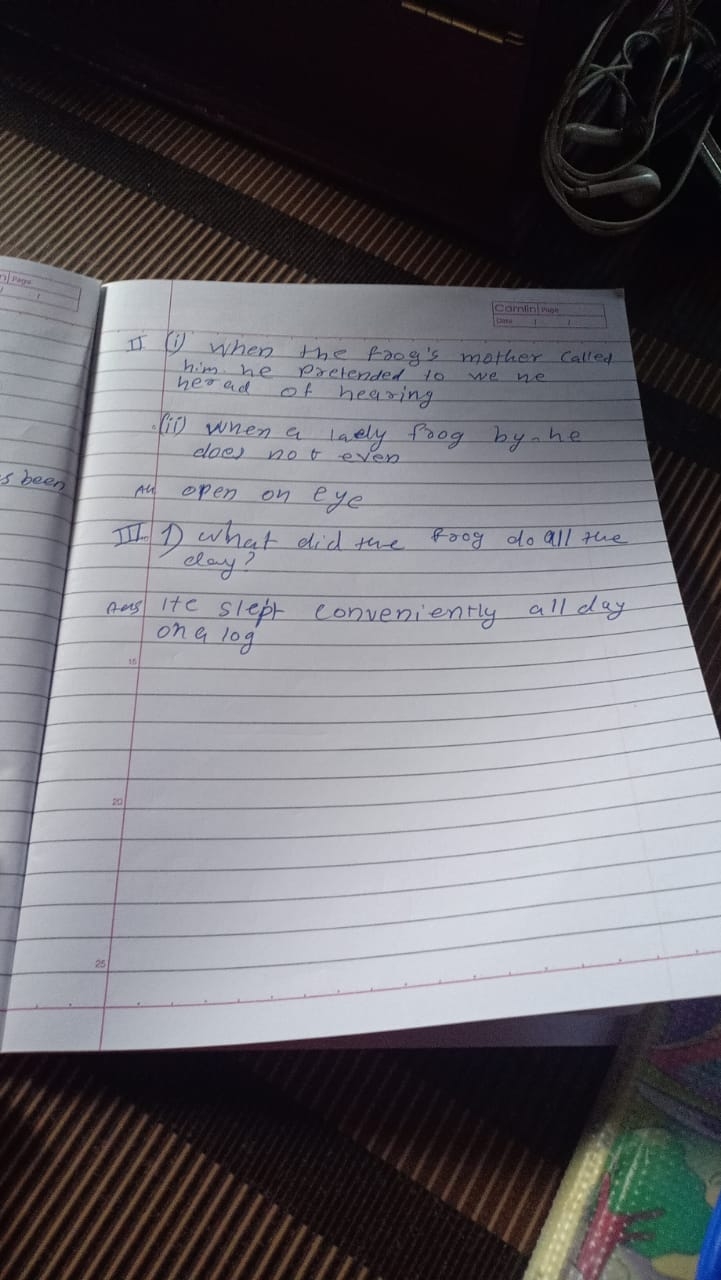 n| Page
Camlin Page
Date / /
II (i) when the frog's mother Called
him he pretended to we ne
herad of hearing
(ii) when a lady frog by he
does not even
s been
An open on eye
III. 1) what did the frog do all the
day?
Ans He slept conveniently all day
on a log
15
20
25